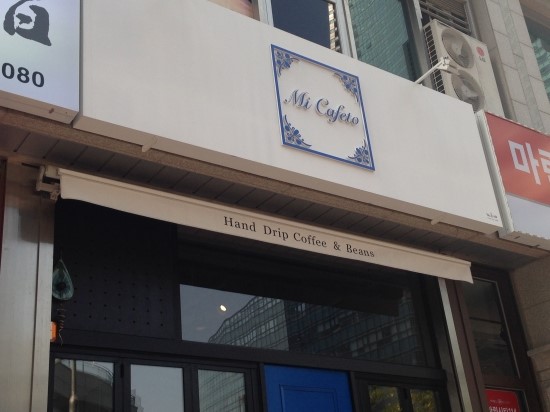 080
Mi Cafeto
마
Hand Drip Coffee & Beans